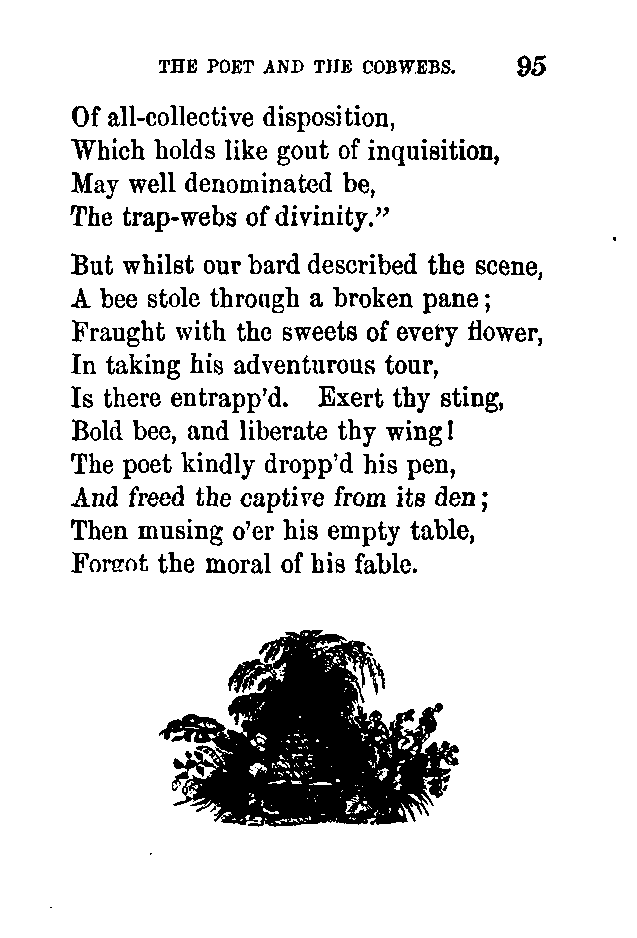 THE POET AND THE COBWEBS. 95
Of all-collective disposition,
Which holds like gout of inquisition,
May well denominated be,
The trap-webs of divinity.”
But whilst our bard described the scene,
A bee stole through a broken pane;
Fraught with the sweets of every flower,
In taking his adventurous tour,
Is there entrapp’d. Exert thy sting,
Bold bee, and liberate thy wing!
The poet kindly dropp’d his pen,
And freed the captive from its den;
Then musing o’er his empty table,
Forgot the moral of his fable.